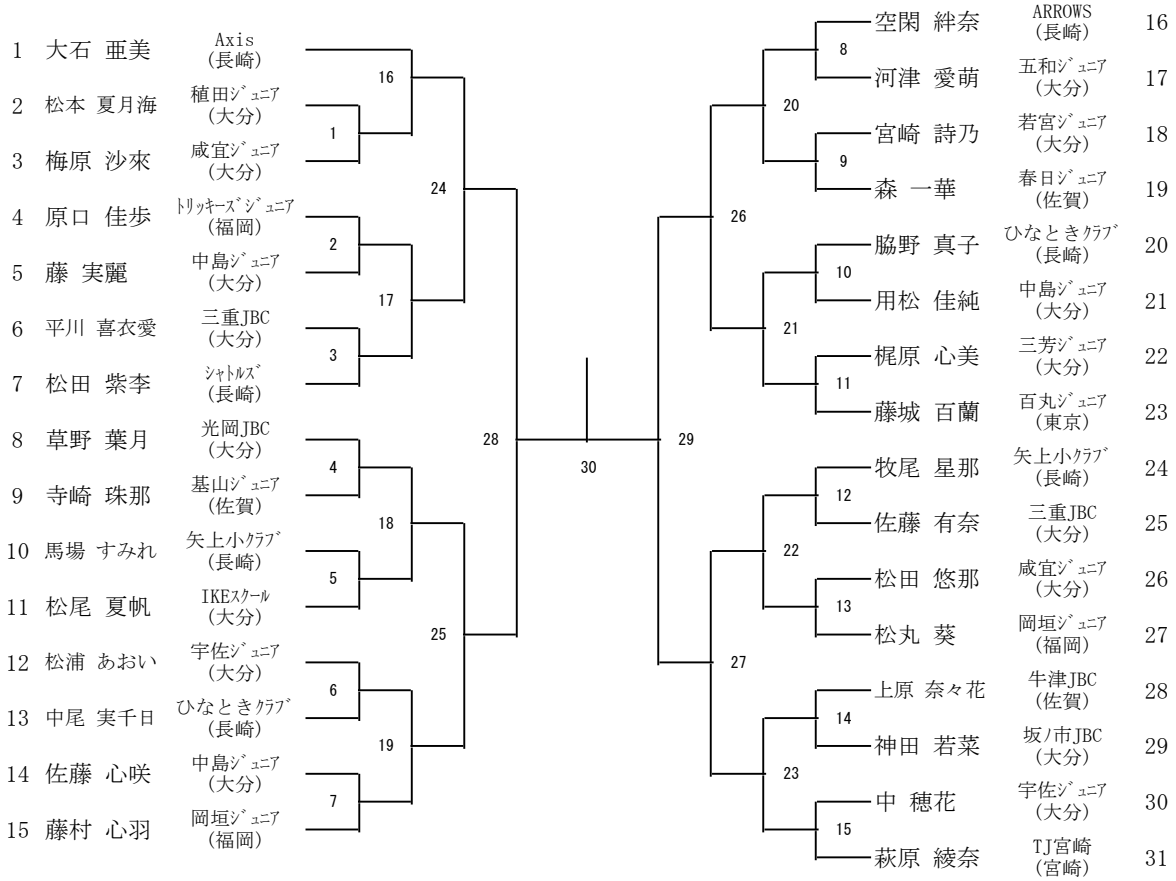 1 大石 亜美 Axis (長崎)
2 松本 夏月海 稙田ｼﾞｭﾆｱ (大分)
3 梅原 沙來 咸宜ｼﾞｭﾆｱ (大分)
4 原口 佳歩 ﾄﾘｯｷｰｽﾞｼﾞｭﾆｱ (福岡)
5 藤 実麗 中島ｼﾞｭﾆｱ (大分)
6 平川 喜衣愛 三重JBC (大分)
7 松田 紫李 ｼｬﾄﾙｽﾞ (長崎)
8 草野 葉月 光岡JBC (大分)
9 寺崎 珠那 基山ｼﾞｭﾆｱ (佐賀)
10 馬場 すみれ 矢上小ｸﾗﾌﾞ (長崎)
11 松尾 夏帆 IKEｽｸｰﾙ (大分)
12 松浦 あおい 宇佐ｼﾞｭﾆｱ (大分)
13 中尾 実千日 ひなときｸﾗﾌﾞ (長崎)
14 佐藤 心咲 中島ｼﾞｭﾆｱ (大分)
15 藤村 心羽 岡垣ｼﾞｭﾆｱ (福岡)
16
1
2
17
3
24
4
18
5
25
6
19
7
28
30
29
8
20
9
26
10
21
11
12
22
13
27
14
23
15
空閑 絆奈 ARROWS (長崎) 16
河津 愛萌 五和ｼﾞｭﾆｱ (大分) 17
宮崎 詩乃 若宮ｼﾞｭﾆｱ (大分) 18
森 一華 春日ｼﾞｭﾆｱ (佐賀) 19
脇野 真子 ひなときｸﾗﾌﾞ (長崎) 20
用松 佳純 中島ｼﾞｭﾆｱ (大分) 21
梶原 心美 三芳ｼﾞｭﾆｱ (大分) 22
藤城 百蘭 百丸ｼﾞｭﾆｱ (東京) 23
牧尾 星那 矢上小ｸﾗﾌﾞ (長崎) 24
佐藤 有奈 三重JBC (大分) 25
松田 悠那 咸宜ｼﾞｭﾆｱ (大分) 26
松丸 葵 岡垣ｼﾞｭﾆｱ (福岡) 27
上原 奈々花 牛津JBC (佐賀) 28
神田 若菜 坂ﾉ市JBC (大分) 29
中 穂花 宇佐ｼﾞｭﾆｱ (大分) 30
萩原 綾奈 TJ宮崎 (宮崎) 31